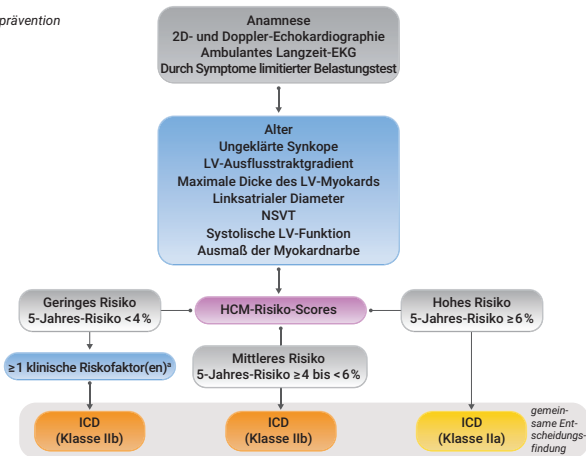 prävention
Anamnese
2D- und Doppler-Echokardiographie
Ambulantes Langzeit-EKG
Durch Symptome limitierter Belastungstest
Alter
Ungeklärte Synkope
LV-Ausflusstraktgradient
Maximale Dicke des LV-Myokards
Linksatrialer Diameter
NSVT
Systolische LV-Funktion
Ausmaß der Myokardnarbe
Geringes Risiko
5-Jahres-Risiko <4%
HCM-Risiko-Scores
Hohes Risiko
5-Jahres-Risiko ≥6%
≥1 klinische Riskofaktor(en)ᵃ
Mittleres Risiko
5-Jahres-Risiko ≥4 bis <6%
ICD
(Klasse IIb)
ICD
(Klasse IIb)
ICD
(Klasse IIa)
gemein-
same Ent-
scheidungs-
findung